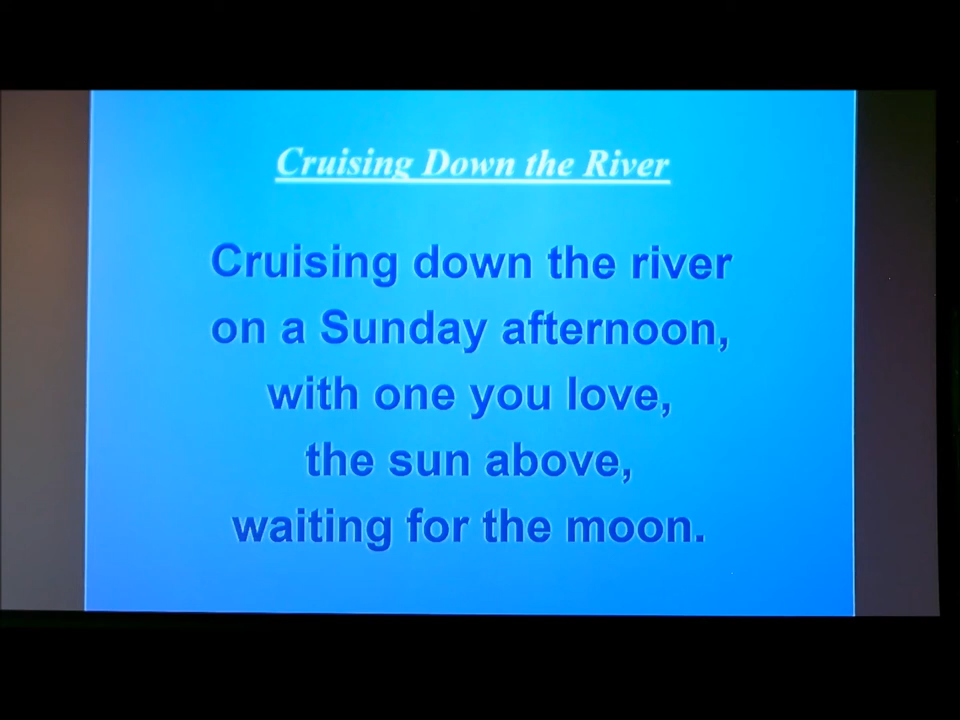 Cruising Down the River
Cruising down the river
on a Sunday afternoon,
with one you love,
the sun above,
waiting for the moon.